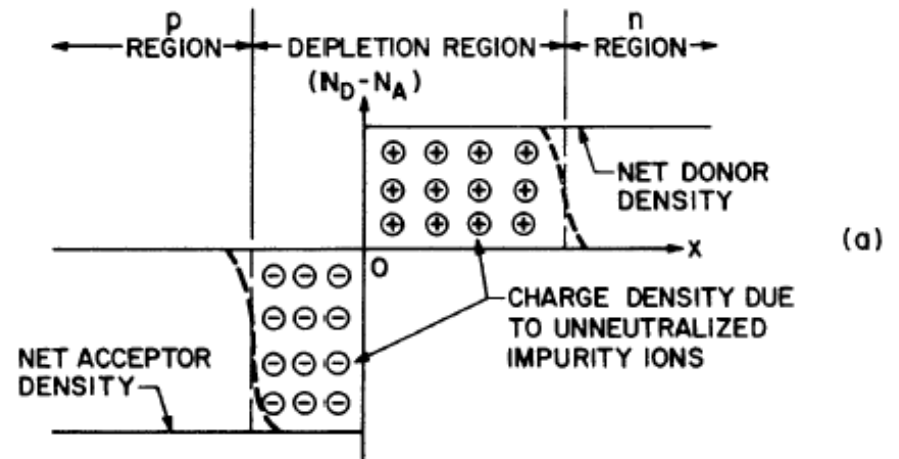 p
REGION
DEPLETION REGION
n
REGION
(N_D - N_A)
NET DONOR
DENSITY
(a)
x
O
CHARGE DENSITY DUE
TO UNNEUTRALIZED
IMPURITY IONS
NET ACCEPTOR
DENSITY